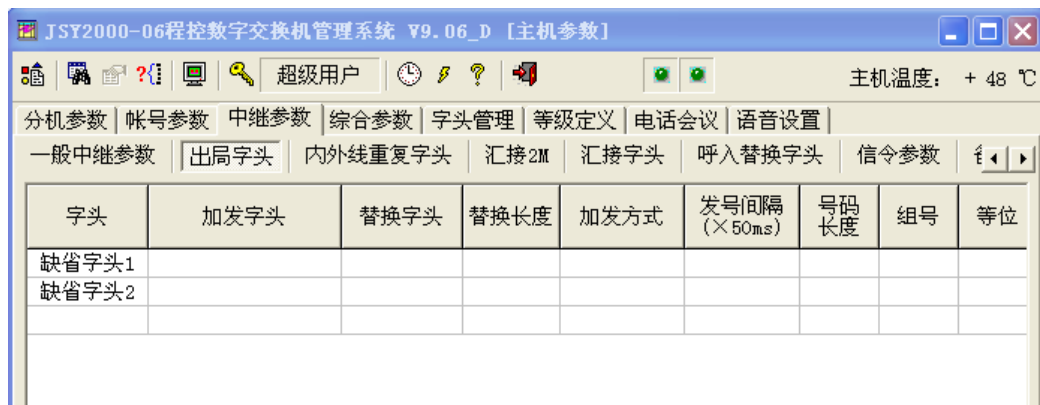 JSY2000-06程控数字交换机管理系统 V9.06_D [主机参数]
超级用户 主机温度: + 48 ℃
分机参数 帐号参数 中继参数 综合参数 字头管理 等级定义 电话会议 语音设置
一般中继参数 出局字头 内外线重复字头 汇接2M 汇接字头 呼入替换字头 信令参数
字头 加发字头 替换字头 替换长度 加发方式 发号间隔(×50ms) 号码长度 组号 等位
缺省字头1
缺省字头2